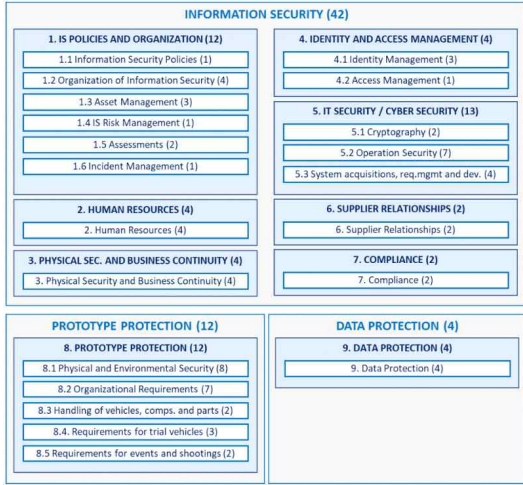 INFORMATION SECURITY (42)
1. IS POLICIES AND ORGANIZATION (12)
1.1 Information Security Policies (1)
1.2 Organization of Information Security (4)
1.3 Asset Management (3)
1.4 IS Risk Management (1)
1.5 Assessments (2)
1.6 Incident Management (1)
2. HUMAN RESOURCES (4)
2. Human Resources (4)
3. PHYSICAL SEC. AND BUSINESS CONTINUITY (4)
3. Physical Security and Business Continuity (4)
4. IDENTITY AND ACCESS MANAGEMENT (4)
4.1 Identity Management (3)
4.2 Access Management (1)
5. IT SECURITY / CYBER SECURITY (13)
5.1 Cryptography (2)
5.2 Operation Security (7)
5.3 System acquisitions, req.mgmt and dev. (4)
6. SUPPLIER RELATIONSHIPS (2)
6. Supplier Relationships (2)
7. COMPLIANCE (2)
7. Compliance (2)
PROTOTYPE PROTECTION (12)
8. PROTOTYPE PROTECTION (12)
8.1 Physical and Environmental Security (8)
8.2 Organizational Requirements (7)
8.3 Handling of vehicles, comps. and parts (2)
8.4. Requirements for trial vehicles (3)
8.5 Requirements for events and shootings (2)
DATA PROTECTION (4)
9. DATA PROTECTION (4)
9. Data Protection (4)